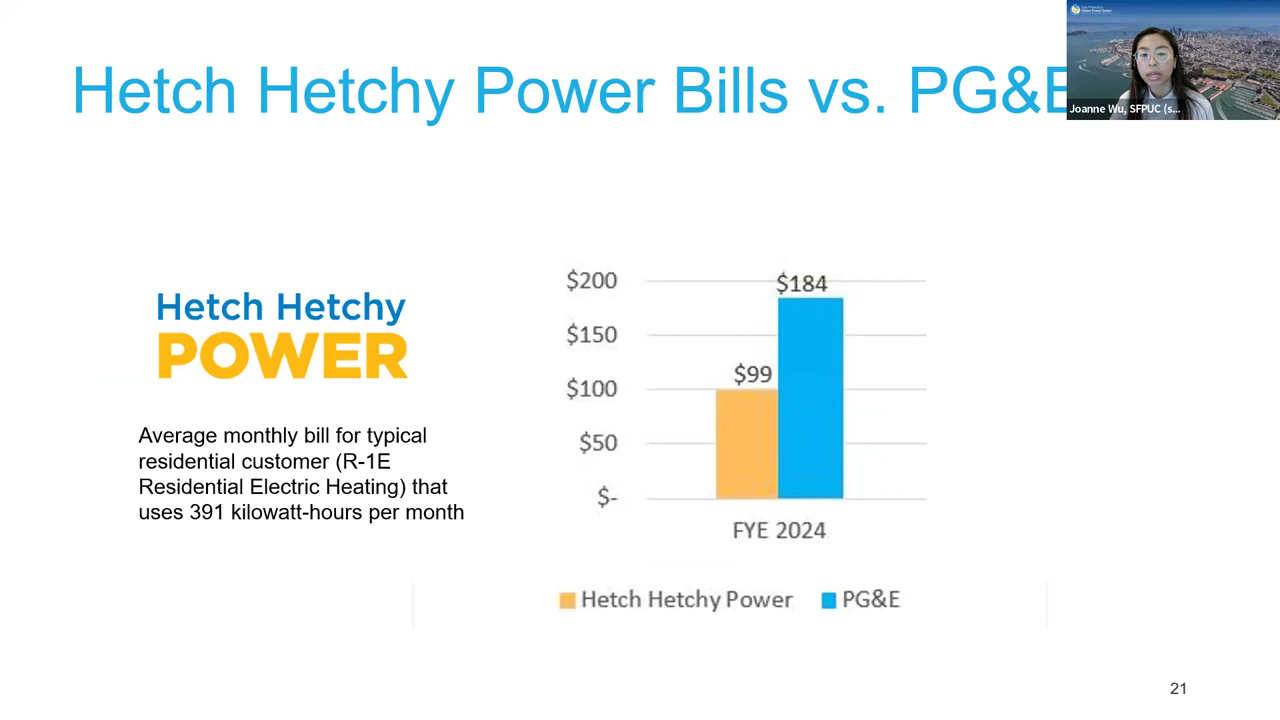 Hetch Hetchy Power Bills vs. PG&E
Joanne Wu, SFPUC (s...
Hetch Hetchy
POWER
Average monthly bill for typical
residential customer (R-1E
Residential Electric Heating) that
uses 391 kilowatt-hours per month
$200
$150
$100
$50
$-
$184
$99
FYE 2024
Hetch Hetchy Power
PG&E
21